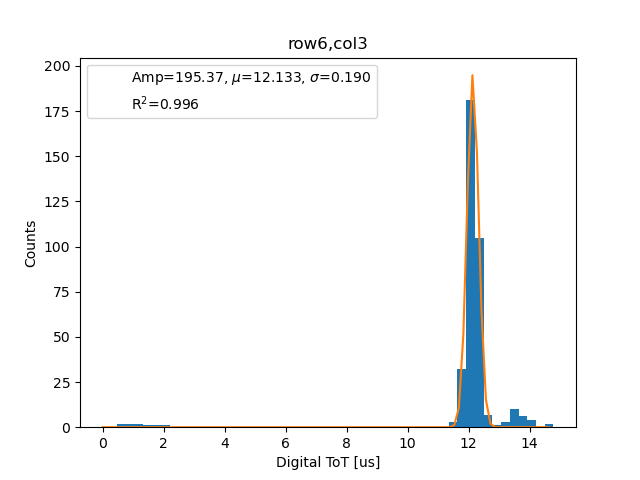 row6,col3
Amp=195.37, μ=12.133, σ=0.190
R²=0.996
Counts
200
175
150
125
100
75
50
25
0
0 2 4 6 8 10 12 14
Digital ToT [us]